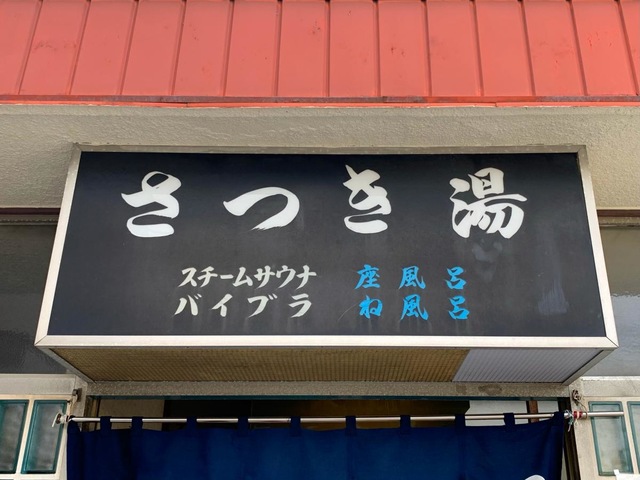 さつき湯
スチームサウナ 座風呂
バイブラ ね風呂